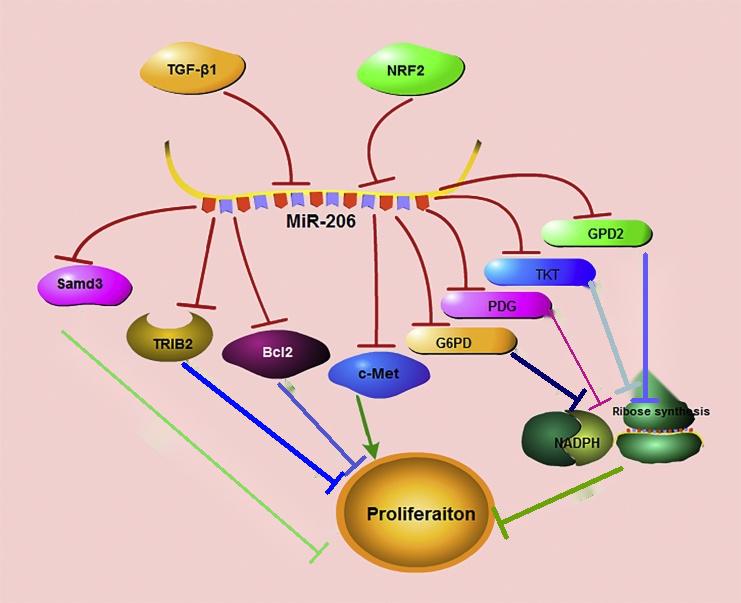 TGF-β1
NRF2
MiR-206
GPD2
TKT
Samd3
PDG
TRIB2
Bcl2
G6PD
c-Met
Ribose synthesis
NADPH
Proliferaiton